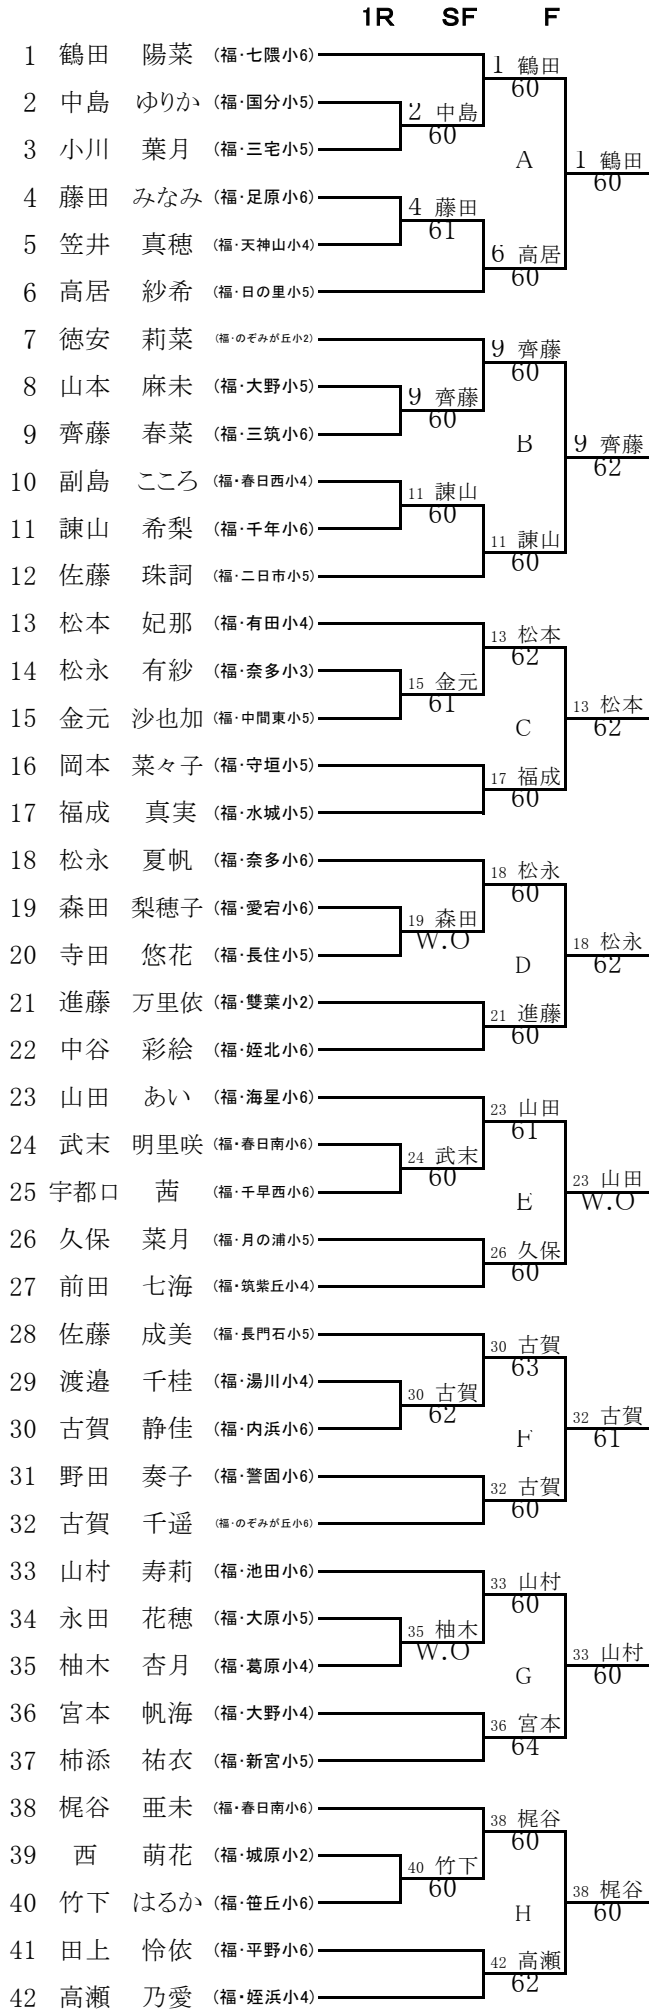 1R SF F
1 鶴田 陽菜 (福・七隈小6)
1 鶴田
60
2 中島 ゆりか (福・国分小5)
2 中島
60
3 小川 葉月 (福・三宅小5)
A
1 鶴田
60
4 藤田 みなみ (福・足原小6)
4 藤田
61
5 笠井 真穂 (福・天神山小4)
6 高居
60
6 高居 紗希 (福・日の里小5)
7 徳安 莉菜 (福・のぞみが丘小2)
9 齊藤
60
8 山本 麻未 (福・大野小5)
9 齊藤
60
9 齊藤 春菜 (福・三筑小6)
B
9 齊藤
62
10 副島 こころ (福・春日西小4)
11 諌山
60
11 諌山 希梨 (福・千年小6)
11 諌山
60
12 佐藤 珠詞 (福・二日市小5)
13 松本 妃那 (福・有田小4)
13 松本
62
14 松永 有紗 (福・奈多小3)
15 金元
61
15 金元 沙也加 (福・中間東小5)
C
13 松本
62
16 岡本 菜々子 (福・守垣小5)
17 福成
60
17 福成 真実 (福・水城小5)
18 松永 夏帆 (福・奈多小6)
18 松永
60
19 森田 梨穂子 (福・愛宕小6)
19 森田
W.O
20 寺田 悠花 (福・長住小5)
D
18 松永
62
21 進藤 万里依 (福・雙葉小2)
21 進藤
60
22 中谷 彩絵 (福・姪北小6)
23 山田 あい (福・海星小6)
23 山田
61
24 武末 明里咲 (福・春日南小6)
24 武末
60
25 宇都口 茜 (福・千早西小6)
E
23 山田
W.O
26 久保 菜月 (福・月の浦小5)
26 久保
60
27 前田 七海 (福・筑紫丘小4)
28 佐藤 成美 (福・長門石小5)
30 古賀
63
29 渡邉 千桂 (福・湯川小4)
30 古賀
62
30 古賀 静佳 (福・内浜小6)
F
32 古賀
61
31 野田 奏子 (福・警固小6)
32 古賀
60
32 古賀 千遥 (福・のぞみが丘小6)
33 山村 寿莉 (福・池田小6)
33 山村
60
34 永田 花穂 (福・大原小5)
35 柚木
W.O
35 柚木 杏月 (福・葛原小4)
G
33 山村
60
36 宮本 帆海 (福・大野小4)
36 宮本
64
37 柿添 祐衣 (福・新宮小5)
38 梶谷 亜未 (福・春日南小6)
38 梶谷
60
39 西 萌花 (福・城原小2)
40 竹下
60
40 竹下 はるか (福・笹丘小6)
H
38 梶谷
60
41 田上 怜依 (福・平野小6)
42 高瀬
62
42 高瀬 乃愛 (福・姪浜小4)